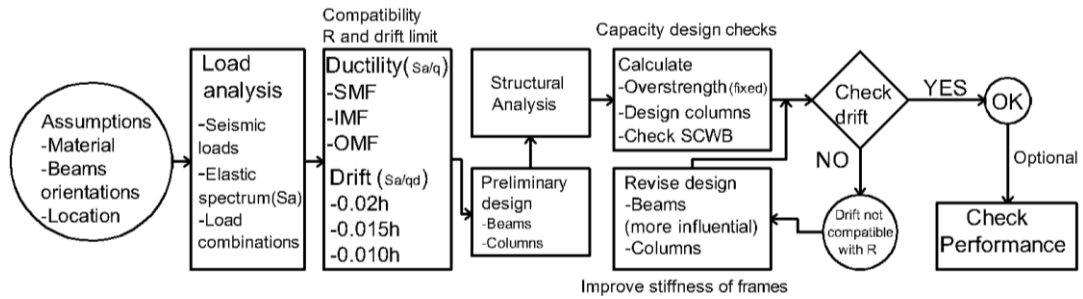 Assumptions
-Material
-Beams
orientations
-Location
Load
analysis
-Seismic
loads
-Elastic
spectrum(Sa)
-Load
combinations
Compatibility
R and drift limit
Ductility(Sa/q)
-SMF
-IMF
-OMF
Drift (Sa/qd)
-0.02h
-0.015h
-0.010h
Structural
Analysis
Preliminary
design
-Beams
-Columns
Capacity design checks
Calculate
-Overstrength(fixed)
-Design columns
-Check SCWB
Revise design
-Beams
(more influential)
-Columns
Improve stiffness of frames
Check
drift
YES
NO
Drift not
compatible
with R
OK
Optional
Check
Performance